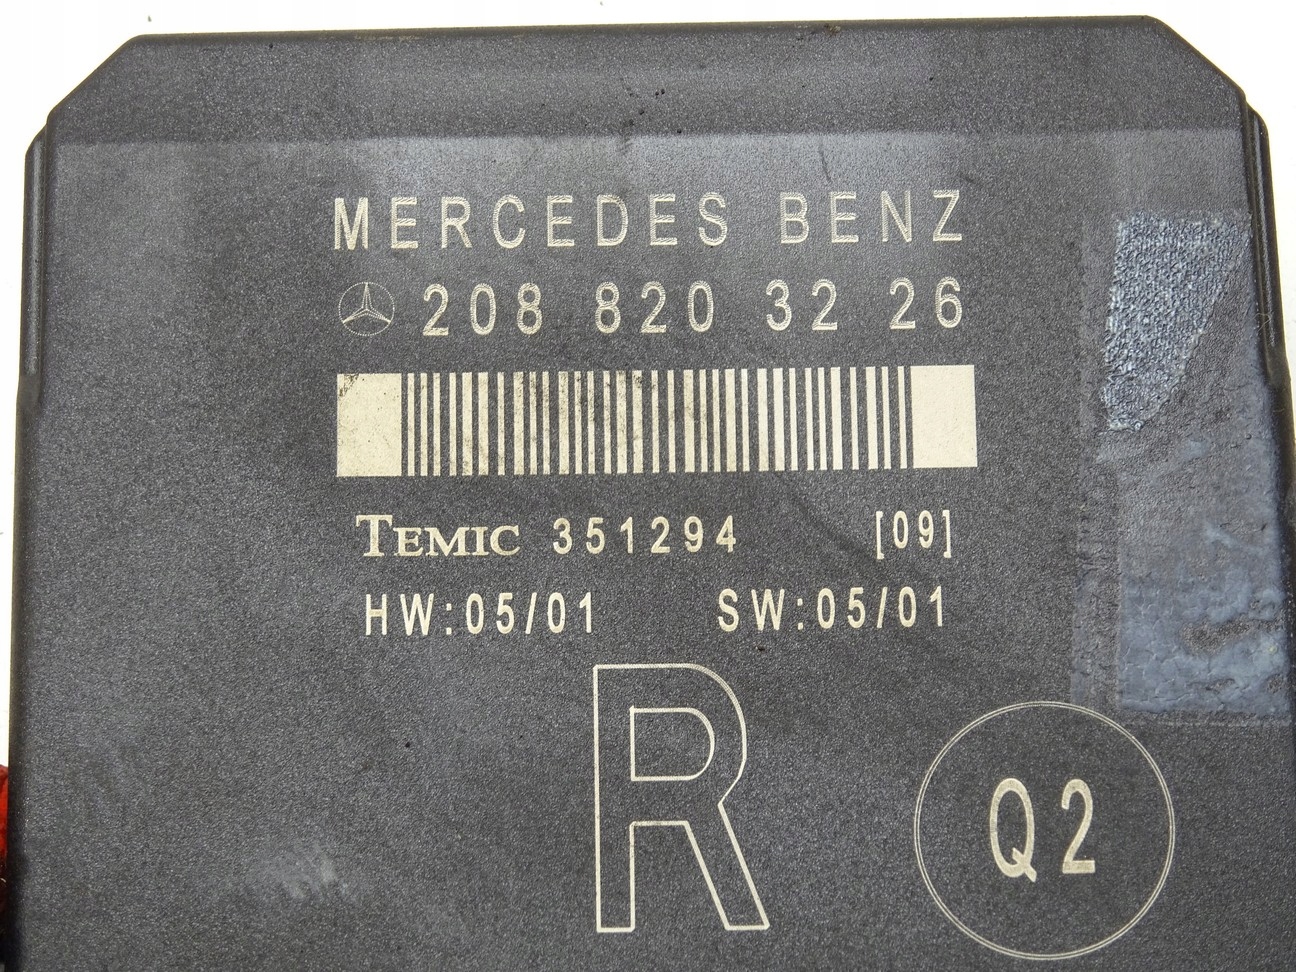 MERCEDES BENZ
208 820 32 26
TEMIC 351294 [09]
HW:05/01 SW:05/01
R
Q2